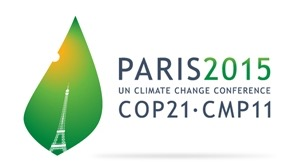 PARIS2015
UN CLIMATE CHANGE CONFERENCE
COP21·CMP11